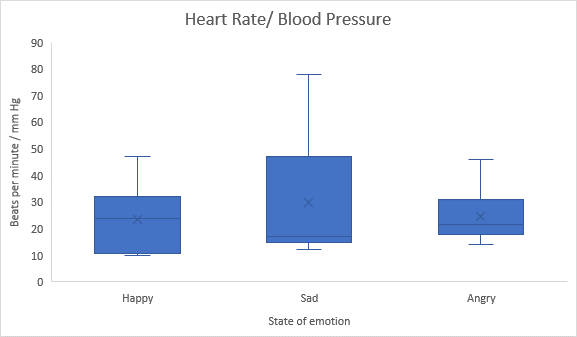 Heart Rate/ Blood Pressure
Beats per minute / mm Hg
90
80
70
60
50
40
30
20
10
0
Happy Sad Angry
State of emotion